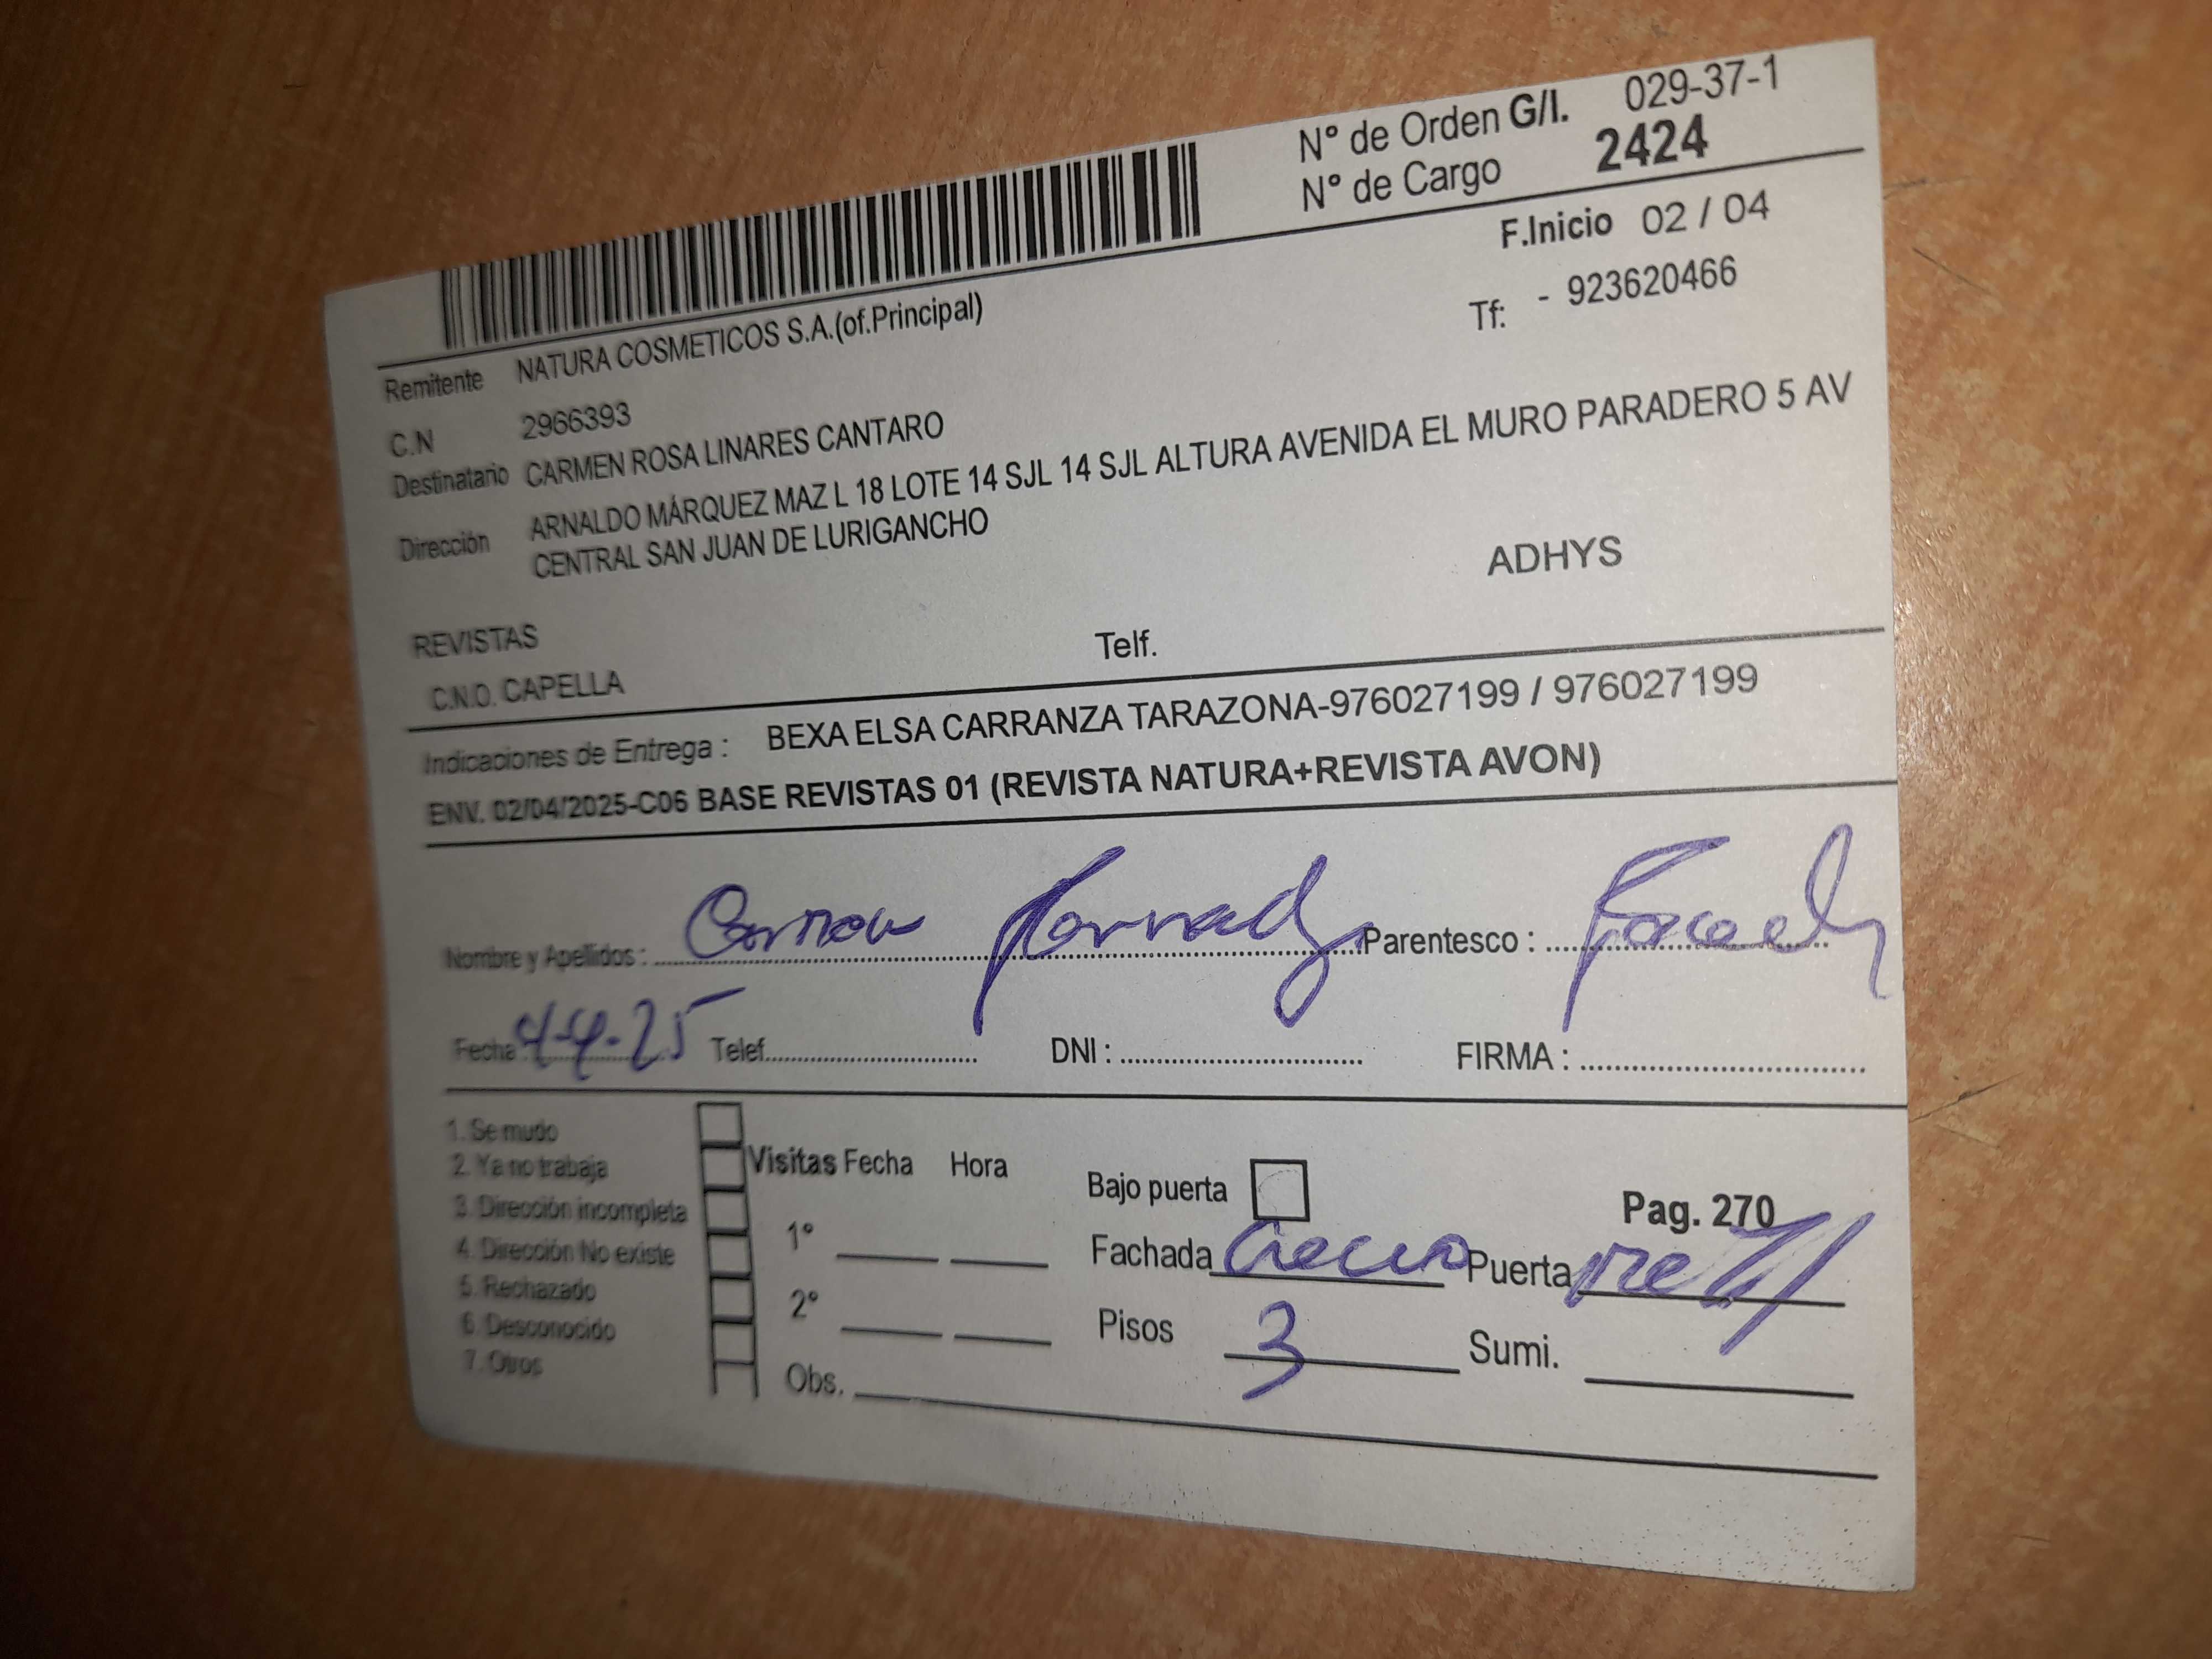 N° de Orden G/I. 029-37-1
N° de Cargo 2424
F.Inicio 02 / 04
Remitente NATURA COSMETICOS S.A.(of.Principal)
Tf: - 923620466
C.N 2966393
Destinatario CARMEN ROSA LINARES CANTARO
Dirección ARNALDO MÁRQUEZ MAZ L 18 LOTE 14 SJL 14 SJL ALTURA AVENIDA EL MURO PARADERO 5 AV
CENTRAL SAN JUAN DE LURIGANCHO
ADHYS
REVISTAS
Telf.
C.N.O. CAPELLA
Indicaciones de Entrega : BEXA ELSA CARRANZA TARAZONA-976027199 / 976027199
ENV. 02/04/2025-C06 BASE REVISTAS 01 (REVISTA NATURA+REVISTA AVON)
Nombre y Apellidos : Parentesco :
Fecha 4-4-25 Telef. DNI : FIRMA :
1. Se mudo
2. Ya no trabaja
3. Dirección incompleta
4. Dirección No existe
5. Rechazado
6. Desconocido
7. Otros
Visitas Fecha Hora
1°
2°
Obs.
Bajo puerta
Pag. 270
Fachada Puerta
Pisos 3 Sumi.